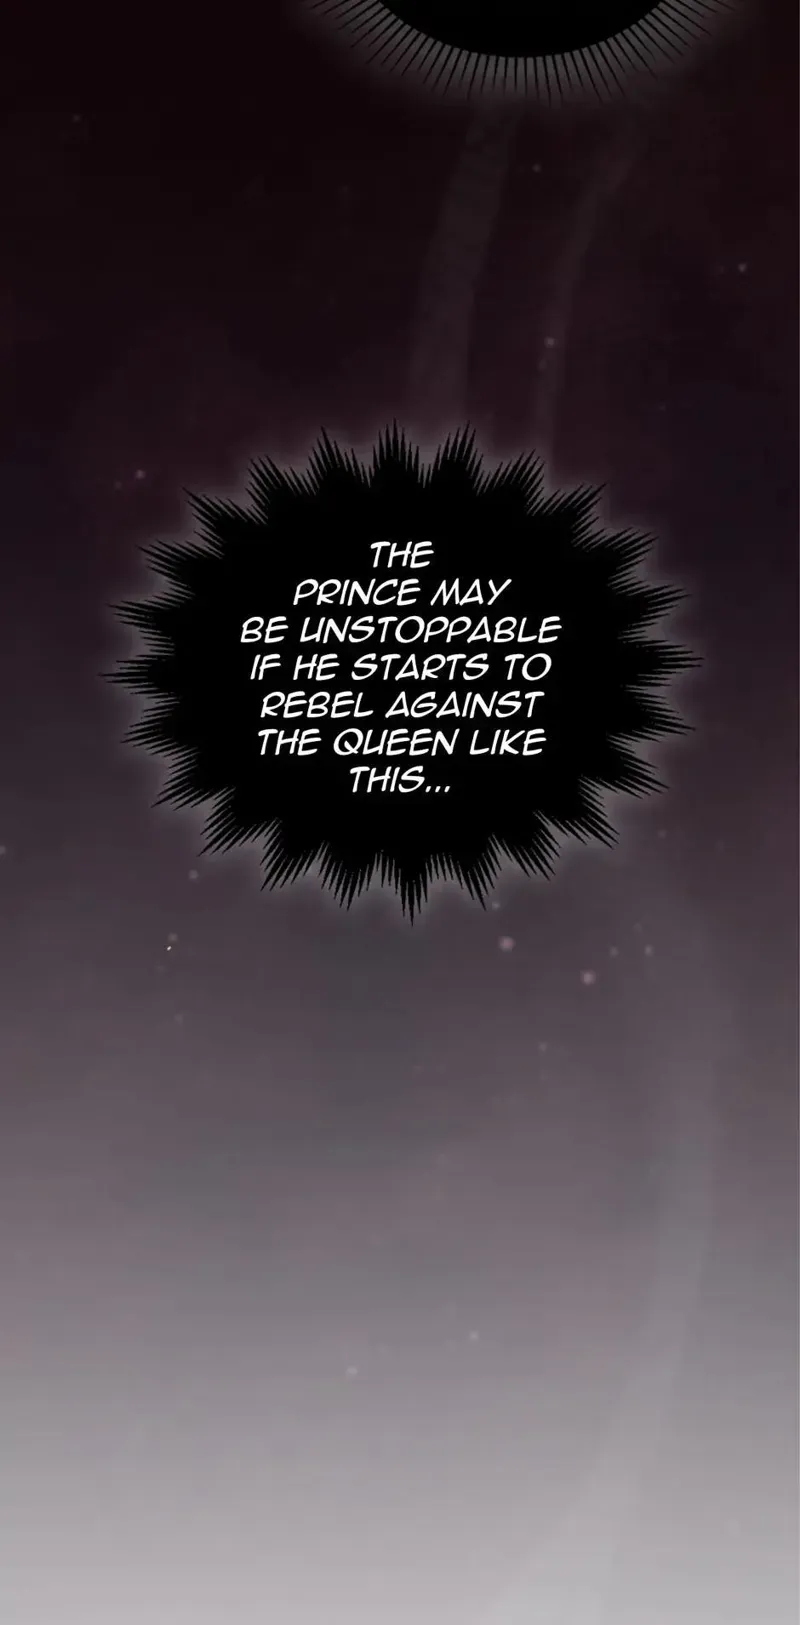 THE
PRINCE MAY
BE UNSTOPPABLE
IF HE STARTS TO
REBEL AGAINST
THE QUEEN LIKE
THIS...